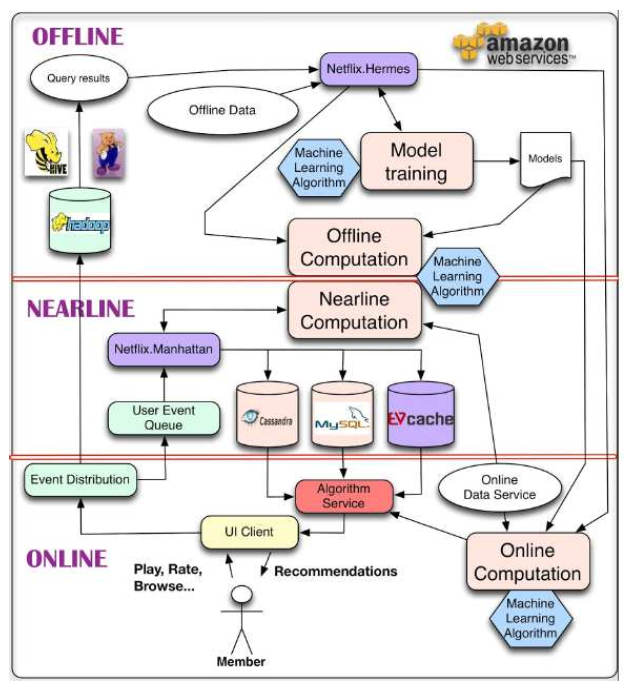 OFFLINE
amazon
webservices™
Query results
Netflix.Hermes
Offline Data
HIVE
Machine
Learning
Algorithm
Model
training
Models
hadoop
Offline
Computation
Machine
Learning
Algorithm
NEARLINE
Nearline
Computation
Netflix.Manhattan
User Event
Queue
Cassandra
MySQL
EVcache
Event Distribution
Algorithm
Service
Online
Data Service
UI Client
ONLINE
Play, Rate,
Browse...
Recommendations
Online
Computation
Machine
Learning
Algorithm
Member